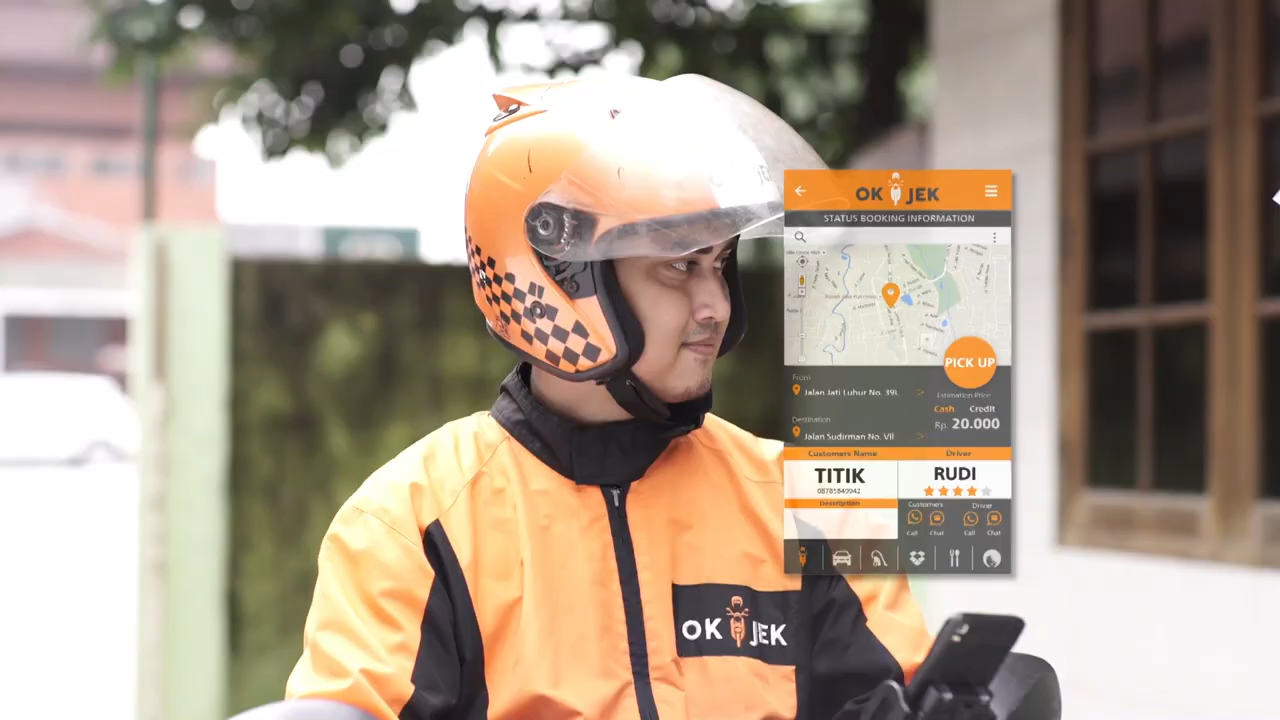 OK JEK
STATUS BOOKING INFORMATION
PICK UP
From
Jalan Jati Luhur No. 39L
Estimation Price
Cash Credit
Destination
Rp. 20.000
Jalan Sudirman No. VII
Customers Name Driver
TITIK RUDI
08785849942
Description
Customers Driver
Call Chat Call Chat
OK JEK